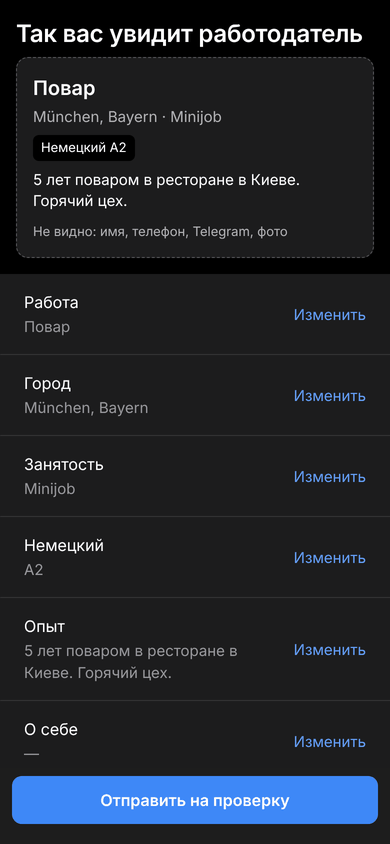 Так вас увидит работодатель
Повар
München, Bayern · Minijob
Немецкий A2
5 лет поваром в ресторане в Киеве.
Горячий цех.
Не видно: имя, телефон, Telegram, фото
Работа
Повар
Изменить
Город
München, Bayern
Изменить
Занятость
Minijob
Изменить
Немецкий
A2
Изменить
Опыт
5 лет поваром в ресторане в
Киеве. Горячий цех.
Изменить
О себе
—
Изменить
Отправить на проверку